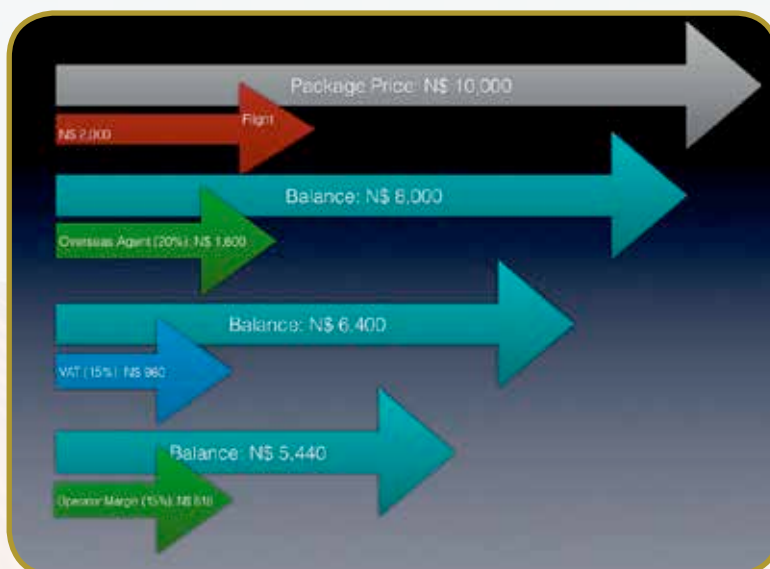 Package Price: N$ 10,000
Flight
N$ 2,000
Balance: N$ 8,000
Overseas Agent (20%): N$ 1,600
Balance: N$ 6,400
VAT (15%): N$ 960
Balance: N$ 5,440
Operator Margin (15%): N$ 816